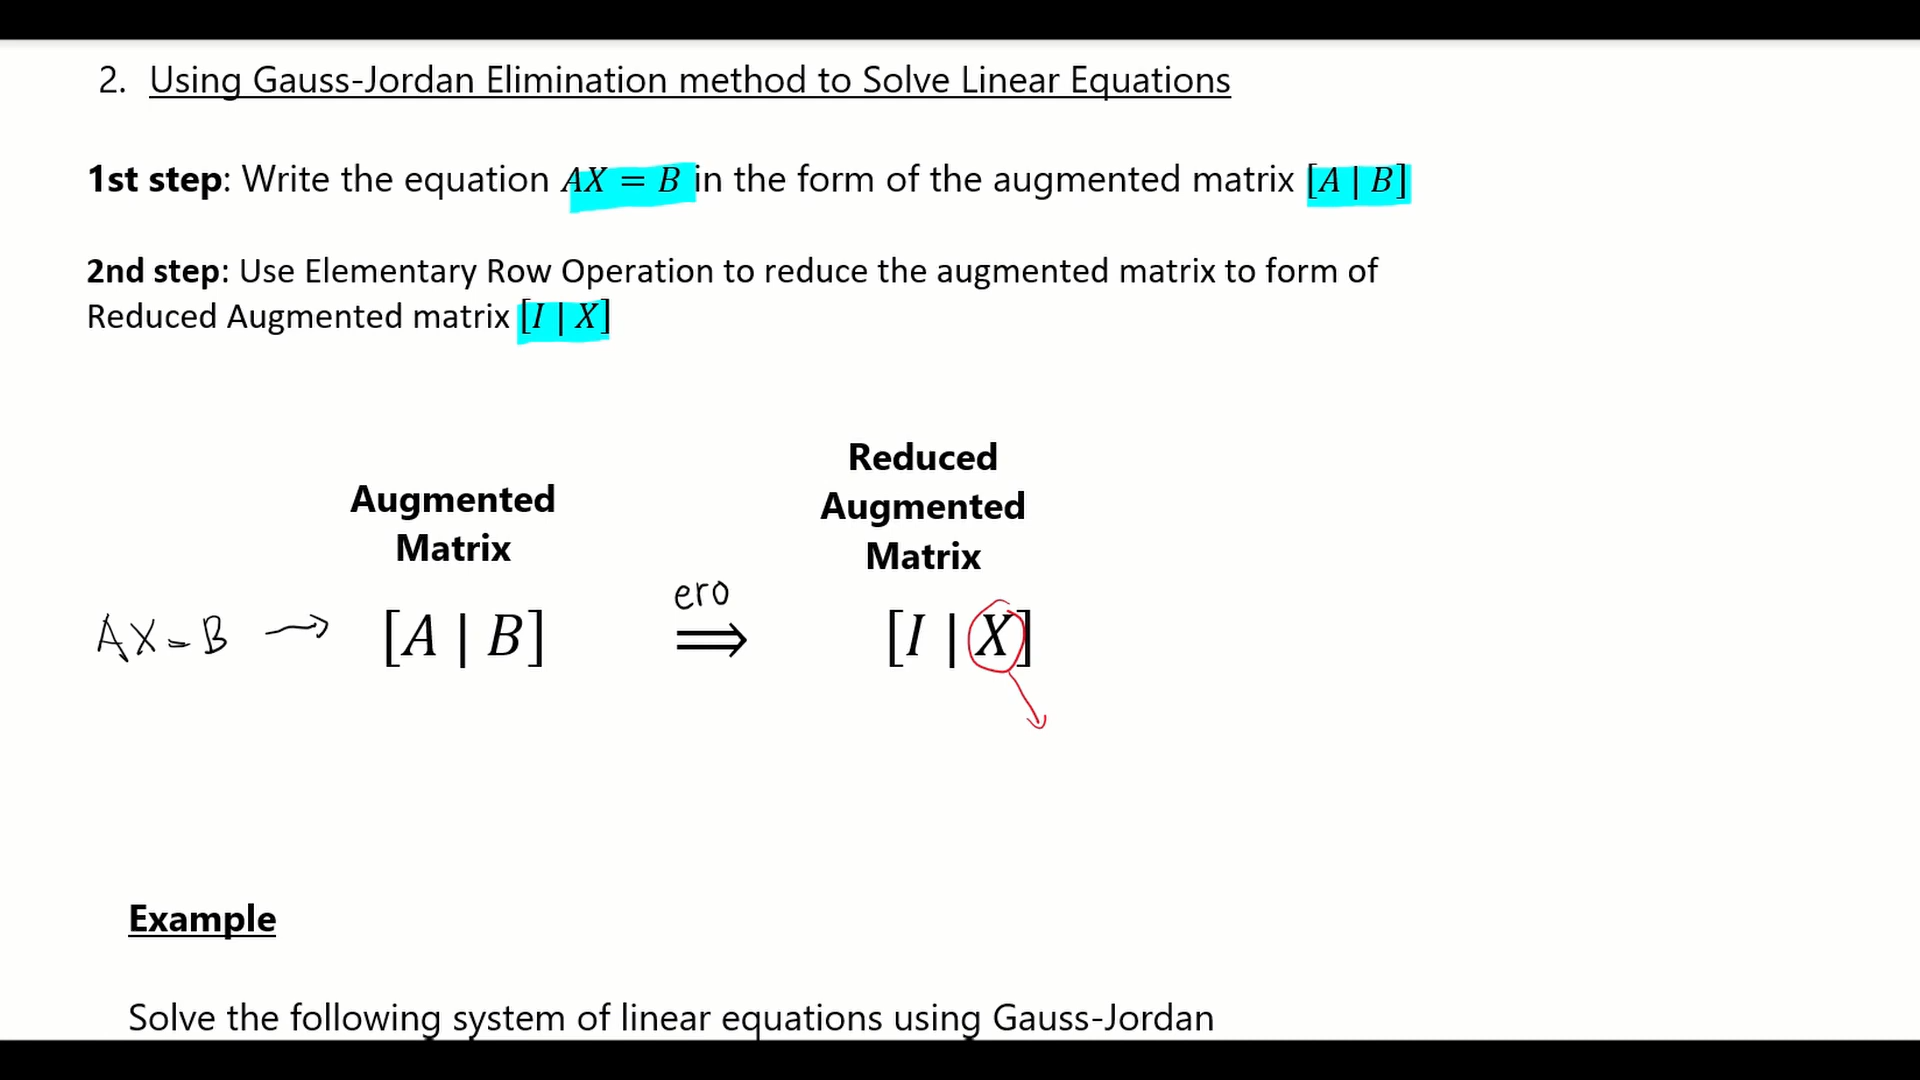 2. Using Gauss-Jordan Elimination method to Solve Linear Equations
1st step: Write the equation AX = B in the form of the augmented matrix [A | B]
2nd step: Use Elementary Row Operation to reduce the augmented matrix to form of
Reduced Augmented matrix [I | X]
Augmented
Matrix
Reduced
Augmented
Matrix
AX=B → [A | B] ero ⟹ [I | X]
Example
Solve the following system of linear equations using Gauss-Jordan